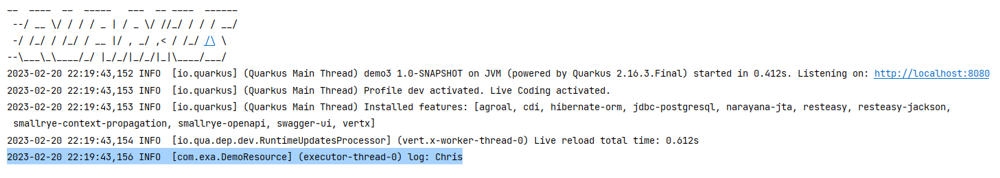 __  ____  __  _____   ___  __ ____  ______
 --/ __ \/ / / / _ | / _ \/ //_/ / / / __/
 -/ /_/ / /_/ / __ |/ , _/ ,< / /_/ /\ \
--\___\_\____/_/ |_/_/|_/_/|_|\____/___/
2023-02-20 22:19:43,152 INFO  [io.quarkus] (Quarkus Main Thread) demo3 1.0-SNAPSHOT on JVM (powered by Quarkus 2.16.3.Final) started in 0.412s. Listening on: http://localhost:8080
2023-02-20 22:19:43,153 INFO  [io.quarkus] (Quarkus Main Thread) Profile dev activated. Live Coding activated.
2023-02-20 22:19:43,153 INFO  [io.quarkus] (Quarkus Main Thread) Installed features: [agroal, cdi, hibernate-orm, jdbc-postgresql, narayana-jta, resteasy, resteasy-jackson,
 smallrye-context-propagation, smallrye-openapi, swagger-ui, vertx]
2023-02-20 22:19:43,154 INFO  [io.qua.dep.dev.RuntimeUpdatesProcessor] (vert.x-worker-thread-0) Live reload total time: 0.612s
2023-02-20 22:19:43,156 INFO  [com.exa.DemoResource] (executor-thread-0) log: Chris